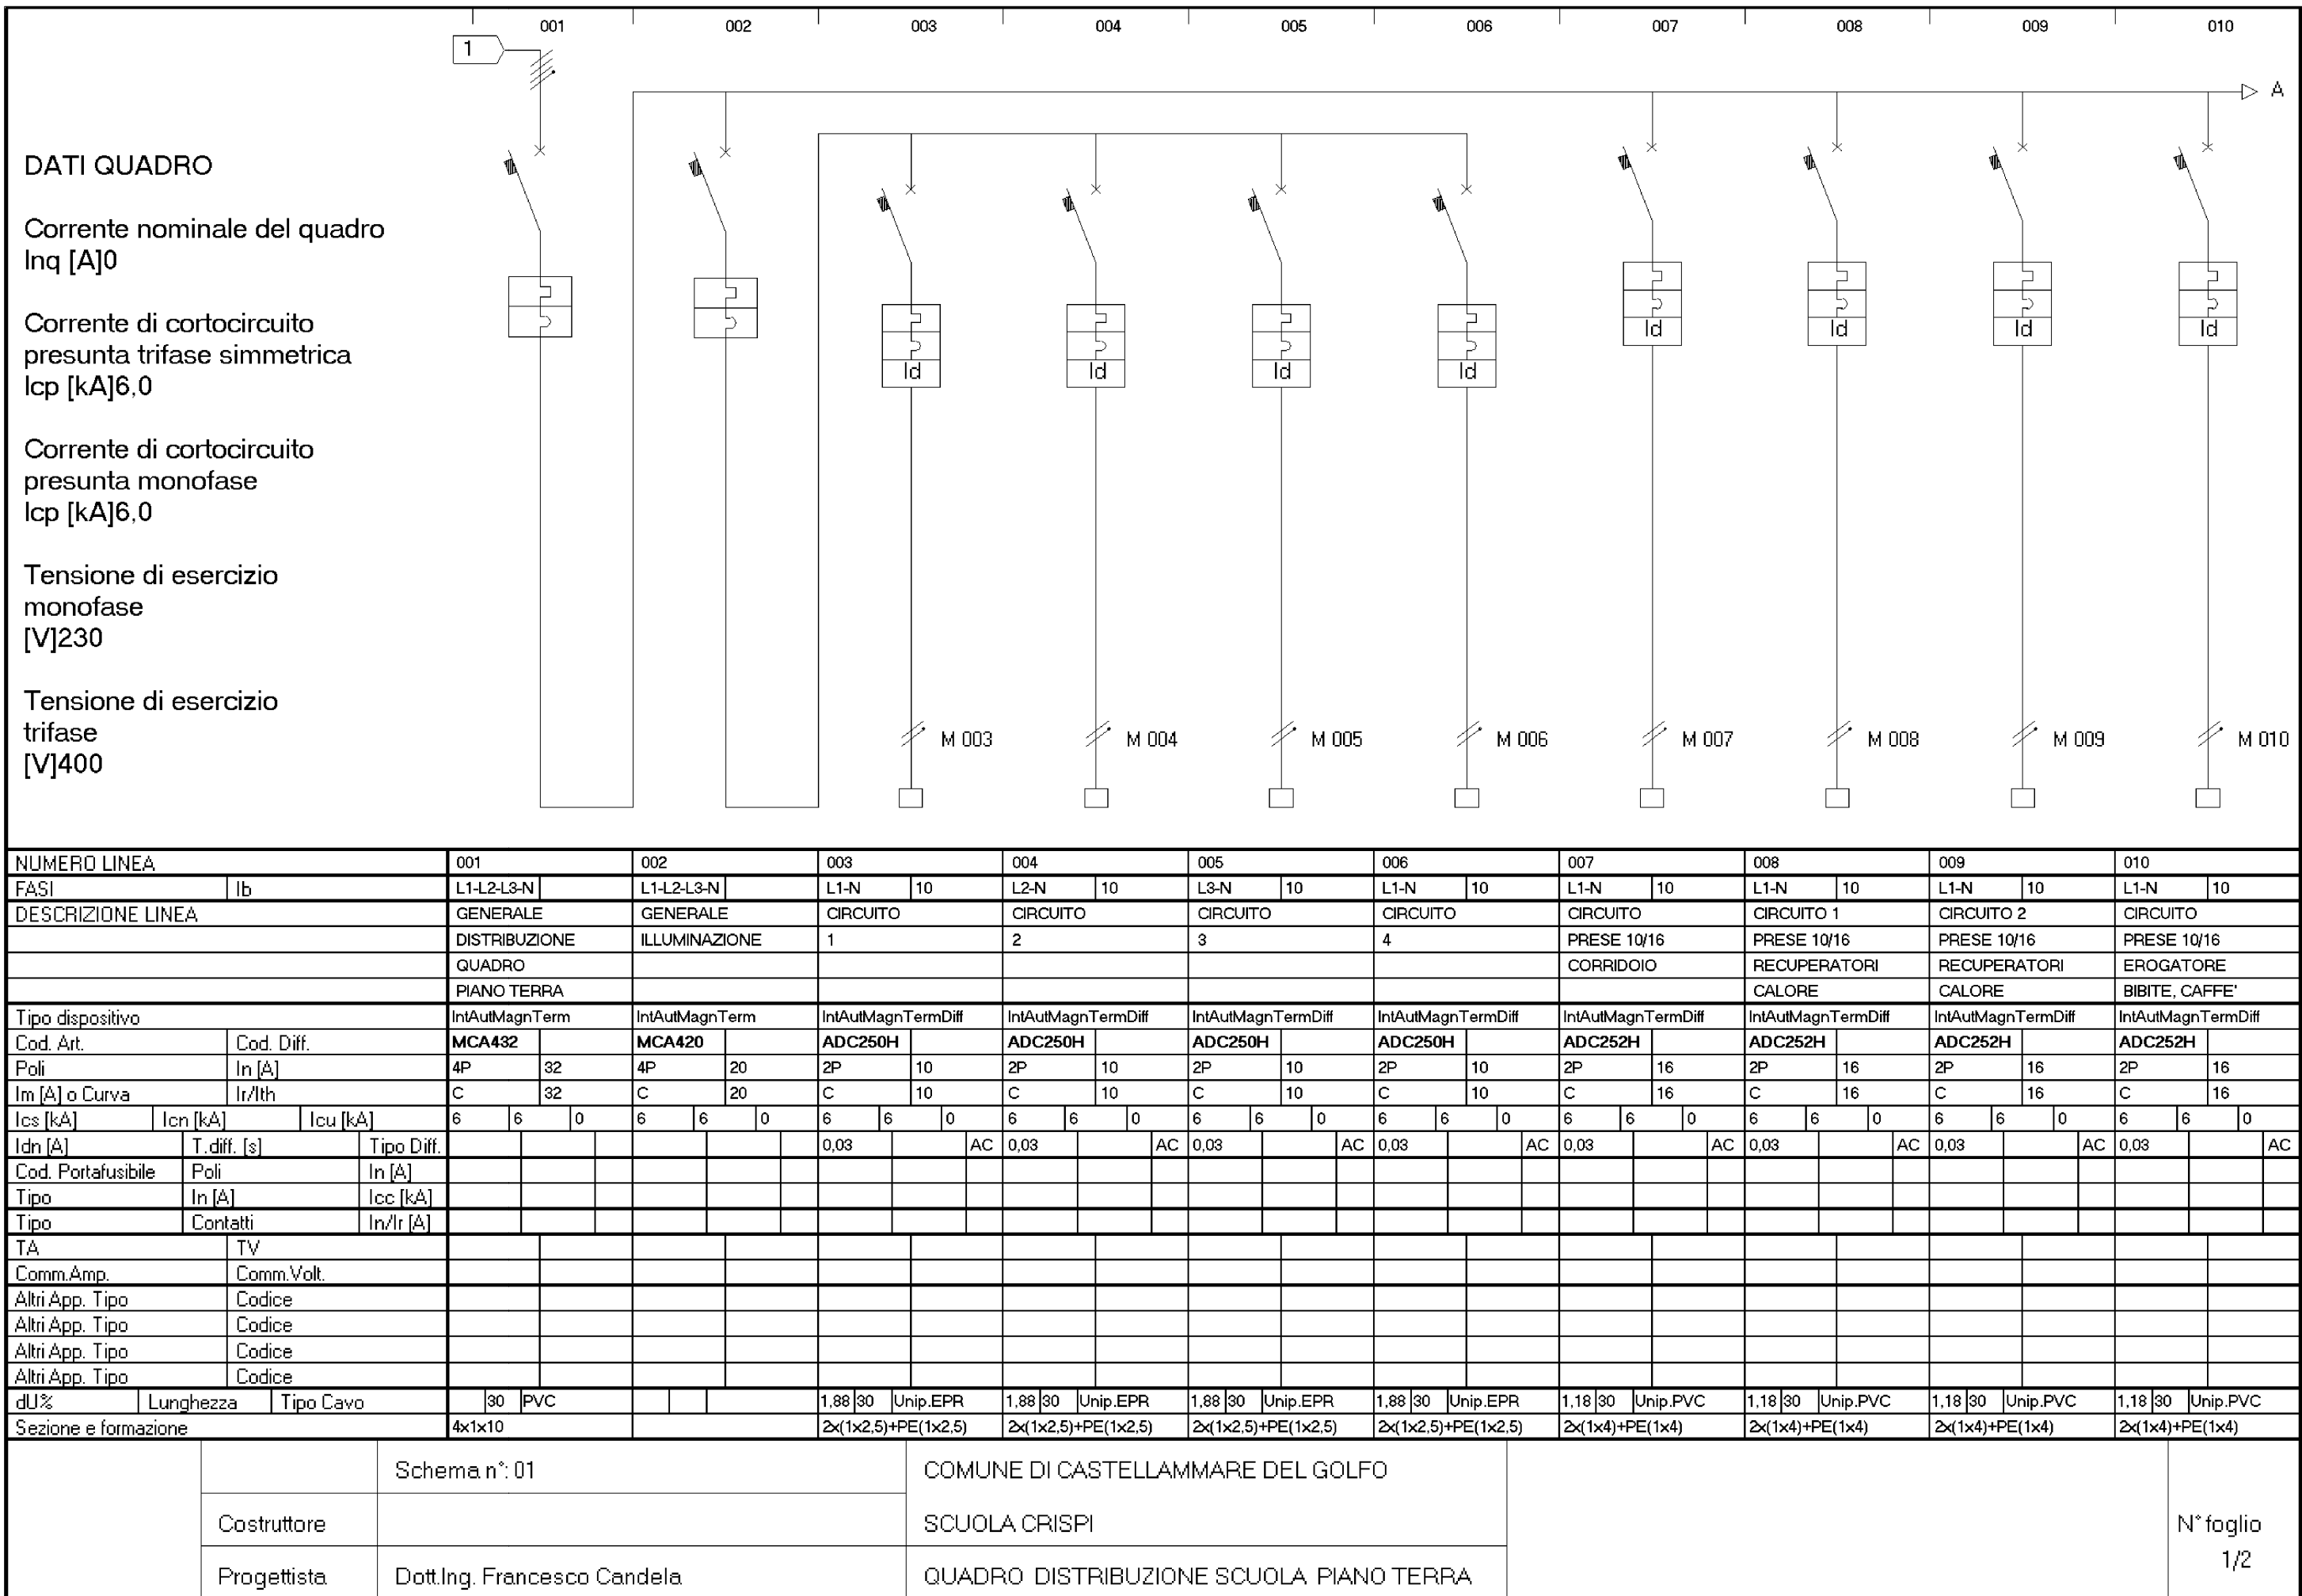 001 002 003 004 005 006 007 008 009 010
1
A
DATI QUADRO
Corrente nominale del quadro
Inq [A]0
Corrente di cortocircuito
presunta trifase simmetrica
Icp [kA]6,0
Corrente di cortocircuito
presunta monofase
Icp [kA]6,0
Tensione di esercizio
monofase
[V]230
Tensione di esercizio
trifase
[V]400
Id Id Id Id Id Id Id Id
M 003 M 004 M 005 M 006 M 007 M 008 M 009 M 010
NUMERO LINEA 001 002 003 004 005 006 007 008 009 010
FASI Ib L1-L2-L3-N L1-L2-L3-N L1-N 10 L2-N 10 L3-N 10 L1-N 10 L1-N 10 L1-N 10 L1-N 10 L1-N 10
DESCRIZIONE LINEA GENERALE GENERALE CIRCUITO CIRCUITO CIRCUITO CIRCUITO CIRCUITO CIRCUITO 1 CIRCUITO 2 CIRCUITO
DISTRIBUZIONE ILLUMINAZIONE 1 2 3 4 PRESE 10/16 PRESE 10/16 PRESE 10/16 PRESE 10/16
QUADRO CORRIDOIO RECUPERATORI RECUPERATORI EROGATORE
PIANO TERRA CALORE CALORE BIBITE, CAFFE'
Tipo dispositivo IntAutMagnTerm IntAutMagnTerm IntAutMagnTermDiff IntAutMagnTermDiff IntAutMagnTermDiff IntAutMagnTermDiff IntAutMagnTermDiff IntAutMagnTermDiff IntAutMagnTermDiff IntAutMagnTermDiff
Cod. Art. Cod. Diff. MCA432 MCA420 ADC250H ADC250H ADC250H ADC250H ADC252H ADC252H ADC252H ADC252H
Poli In [A] 4P 32 4P 20 2P 10 2P 10 2P 10 2P 10 2P 16 2P 16 2P 16 2P 16
Im [A] o Curva Ir/Ith C 32 C 20 C 10 C 10 C 10 C 10 C 16 C 16 C 16 C 16
Ics [kA] Icn [kA] Icu [kA] 6 6 0 6 6 0 6 6 0 6 6 0 6 6 0 6 6 0 6 6 0 6 6 0 6 6 0 6 6 0
Idn [A] T.diff. [s] Tipo Diff. 0,03 AC 0,03 AC 0,03 AC 0,03 AC 0,03 AC 0,03 AC 0,03 AC 0,03 AC
Cod. Portafusibile Poli In [A]
Tipo In [A] Icc [kA]
Tipo Contatti In/Ir [A]
TA TV
Comm.Amp. Comm.Volt.
Altri App. Tipo Codice
Altri App. Tipo Codice
Altri App. Tipo Codice
Altri App. Tipo Codice
dU% Lunghezza Tipo Cavo 30 PVC 1,88 30 Unip.EPR 1,88 30 Unip.EPR 1,88 30 Unip.EPR 1,88 30 Unip.EPR 1,18 30 Unip.PVC 1,18 30 Unip.PVC 1,18 30 Unip.PVC 1,18 30 Unip.PVC
Sezione e formazione 4x1x10 2x(1x2,5)+PE(1x2,5) 2x(1x2,5)+PE(1x2,5) 2x(1x2,5)+PE(1x2,5) 2x(1x2,5)+PE(1x2,5) 2x(1x4)+PE(1x4) 2x(1x4)+PE(1x4) 2x(1x4)+PE(1x4) 2x(1x4)+PE(1x4)
Schema n°: 01 COMUNE DI CASTELLAMMARE DEL GOLFO
Costruttore SCUOLA CRISPI N° foglio
1/2
Progettista Dott.Ing. Francesco Candela QUADRO DISTRIBUZIONE SCUOLA PIANO TERRA